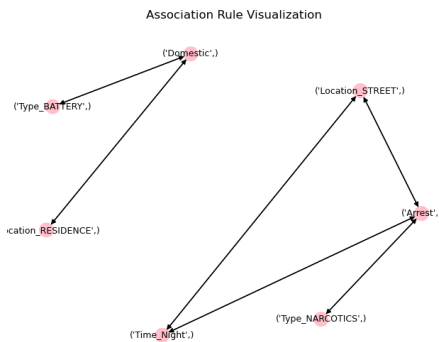 Association Rule Visualization
('Domestic',)
('Location_STREET',)
('Type_BATTERY',)
('Arrest',
ocation_RESIDENCE',)
('Type_NARCOTICS',)
('Time_Night',)